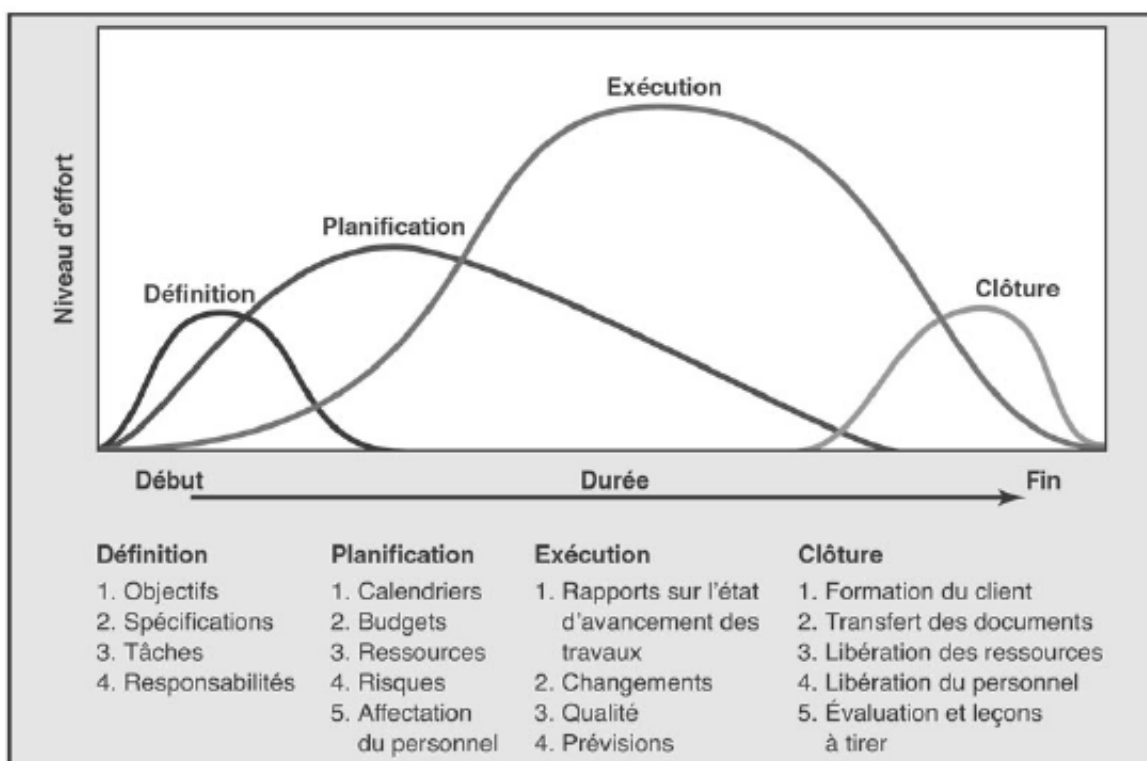 Niveau d'effort
Exécution
Planification
Définition
Clôture
Début
Durée
Fin
Définition
1. Objectifs
2. Spécifications
3. Tâches
4. Responsabilités
Planification
1. Calendriers
2. Budgets
3. Ressources
4. Risques
5. Affectation
du personnel
Exécution
1. Rapports sur l'état
d'avancement des
travaux
2. Changements
3. Qualité
4. Prévisions
Clôture
1. Formation du client
2. Transfert des documents
3. Libération des ressources
4. Libération du personnel
5. Évaluation et leçons
à tirer